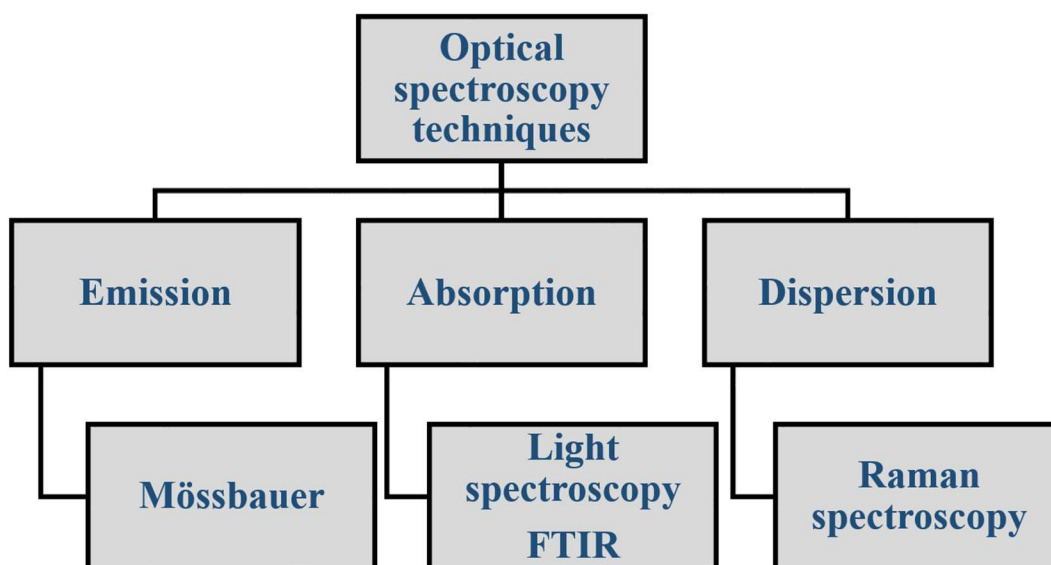 Optical
spectroscopy
techniques
Emission
Absorption
Dispersion
Mössbauer
Light
spectroscopy
FTIR
Raman
spectroscopy